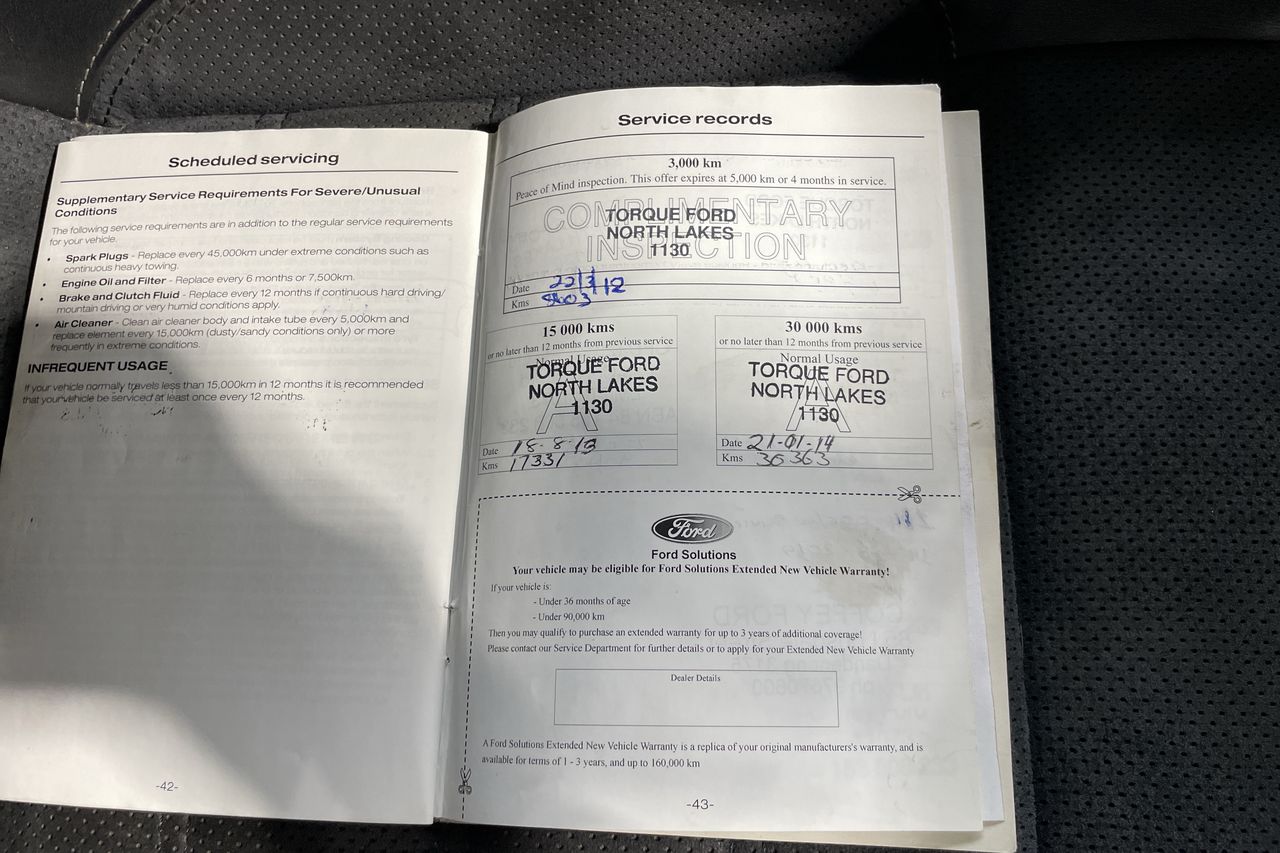 Scheduled servicing
Supplementary Service Requirements For Severe/Unusual
Conditions
The following service requirements are in addition to the regular service requirements
for your vehicle.
• Spark Plugs - Replace every 45,000km under extreme conditions such as
continuous heavy towing.
• Engine Oil and Filter - Replace every 6 months or 7,500km.
• Brake and Clutch Fluid - Replace every 12 months if continuous hard driving/
mountain driving or very humid conditions apply.
• Air Cleaner - Clean air cleaner body and intake tube every 5,000km and
replace element every 15,000km (dusty/sandy conditions only) or more
frequently in extreme conditions.
INFREQUENT USAGE
If your vehicle normally travels less than 15,000km in 12 months it is recommended
that your vehicle be serviced at least once every 12 months.
-42-
Service records
3,000 km
Peace of Mind inspection. This offer expires at 5,000 km or 4 months in service.
COMPLIMENTARY
INSPECTION
TORQUE FORD
NORTH LAKES
1130
Date 22/3/12
Kms
15 000 kms
or no later than 12 months from previous service
Normal Usage
A
TORQUE FORD
NORTH LAKES
1130
Date 18-8-13
Kms 17331
30 000 kms
or no later than 12 months from previous service
Normal Usage
A
TORQUE FORD
NORTH LAKES
1130
Date 21-01-14
Kms 36363
Ford
Ford Solutions
Your vehicle may be eligible for Ford Solutions Extended New Vehicle Warranty!
If your vehicle is:
- Under 36 months of age
- Under 90,000 km
Then you may qualify to purchase an extended warranty for up to 3 years of additional coverage!
Please contact our Service Department for further details or to apply for your Extended New Vehicle Warranty
Dealer Details
A Ford Solutions Extended New Vehicle Warranty is a replica of your original manufacturers's warranty, and is
available for terms of 1 - 3 years, and up to 160,000 km
-43-